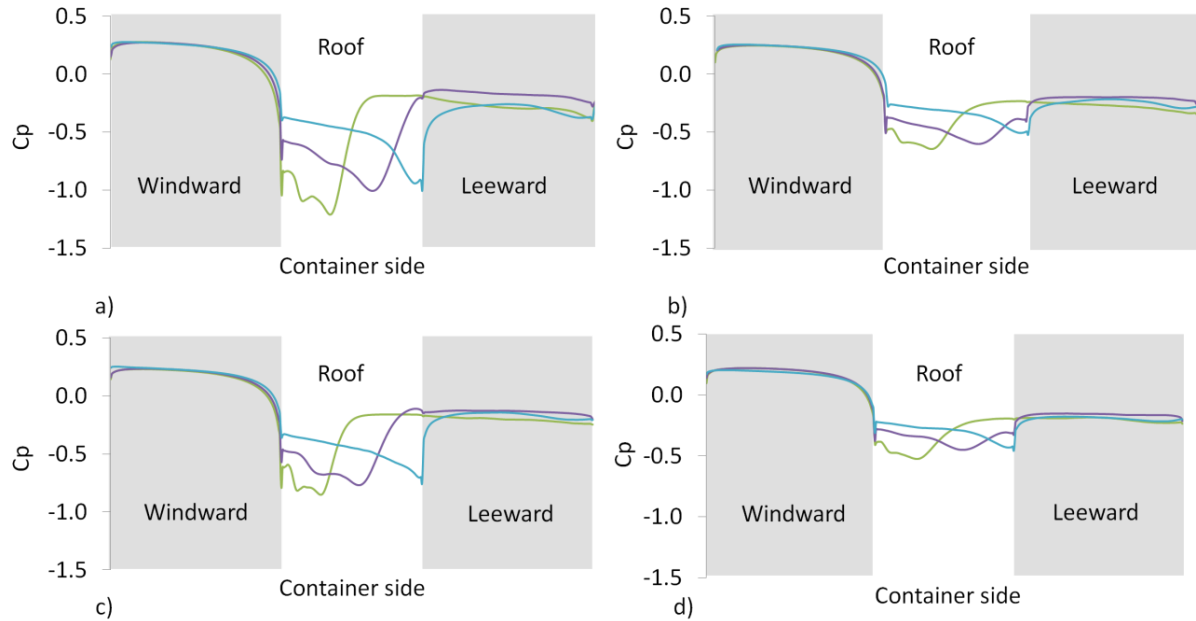 0.5
0.0
-0.5
-1.0
-1.5
Cp
Roof
Windward
Leeward
Container side
a)
0.5
0.0
-0.5
-1.0
-1.5
Cp
Roof
Windward
Leeward
Container side
b)
0.5
0.0
-0.5
-1.0
-1.5
Cp
Roof
Windward
Leeward
Container side
c)
0.5
0.0
-0.5
-1.0
-1.5
Cp
Roof
Windward
Leeward
Container side
d)